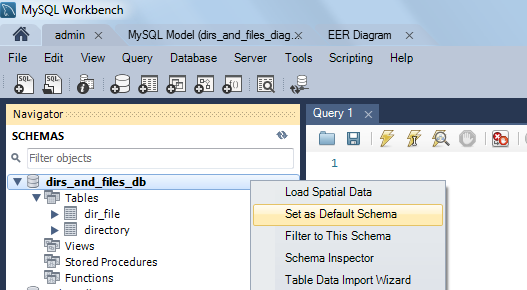 MySQL Workbench
admin
MySQL Model (dirs_and_files_diag...
EER Diagram
File Edit View Query Database Server Tools Scripting Help
SQL SQL
Navigator
SCHEMAS
Filter objects
dirs_and_files_db
Tables
dir_file
directory
Views
Stored Procedures
Functions
Query 1
1
Load Spatial Data
Set as Default Schema
Filter to This Schema
Schema Inspector
Table Data Import Wizard